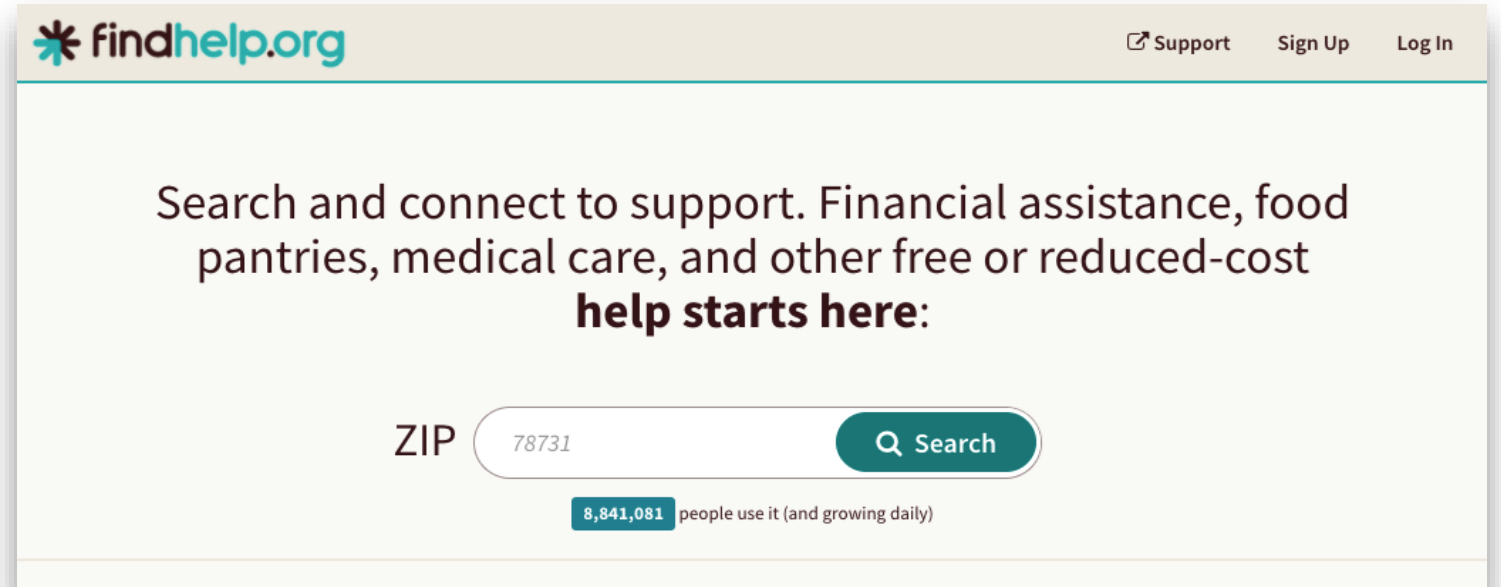 findhelp.org
Support Sign Up Log In
Search and connect to support. Financial assistance, food
pantries, medical care, and other free or reduced-cost
help starts here:
ZIP 78731 Search
8,841,081 people use it (and growing daily)